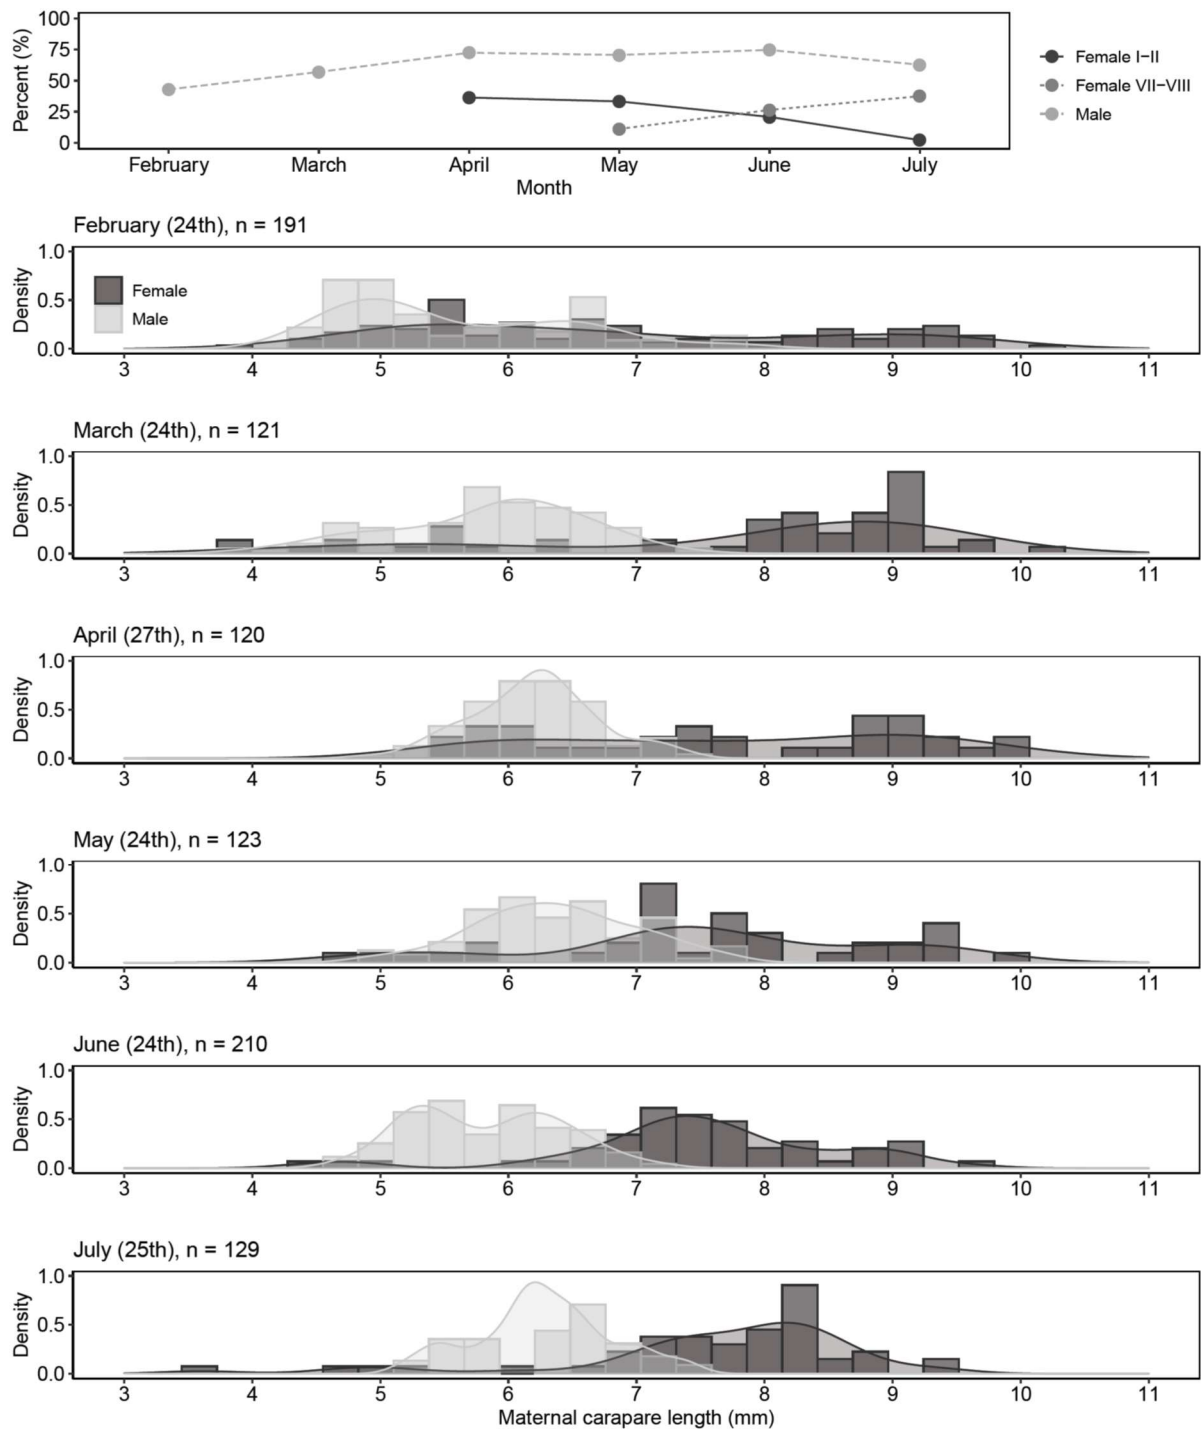 Percent (%)
100
75
50
25
0
February March April May June July
Month
Female I−II
Female VII−VIII
Male
February (24th), n = 191
Density
1.0
0.5
0.0
Female
Male
3 4 5 6 7 8 9 10 11
March (24th), n = 121
Density
1.0
0.5
0.0
3 4 5 6 7 8 9 10 11
April (27th), n = 120
Density
1.0
0.5
0.0
3 4 5 6 7 8 9 10 11
May (24th), n = 123
Density
1.0
0.5
0.0
3 4 5 6 7 8 9 10 11
June (24th), n = 210
Density
1.0
0.5
0.0
3 4 5 6 7 8 9 10 11
July (25th), n = 129
Density
1.0
0.5
0.0
3 4 5 6 7 8 9 10 11
Maternal carapare length (mm)